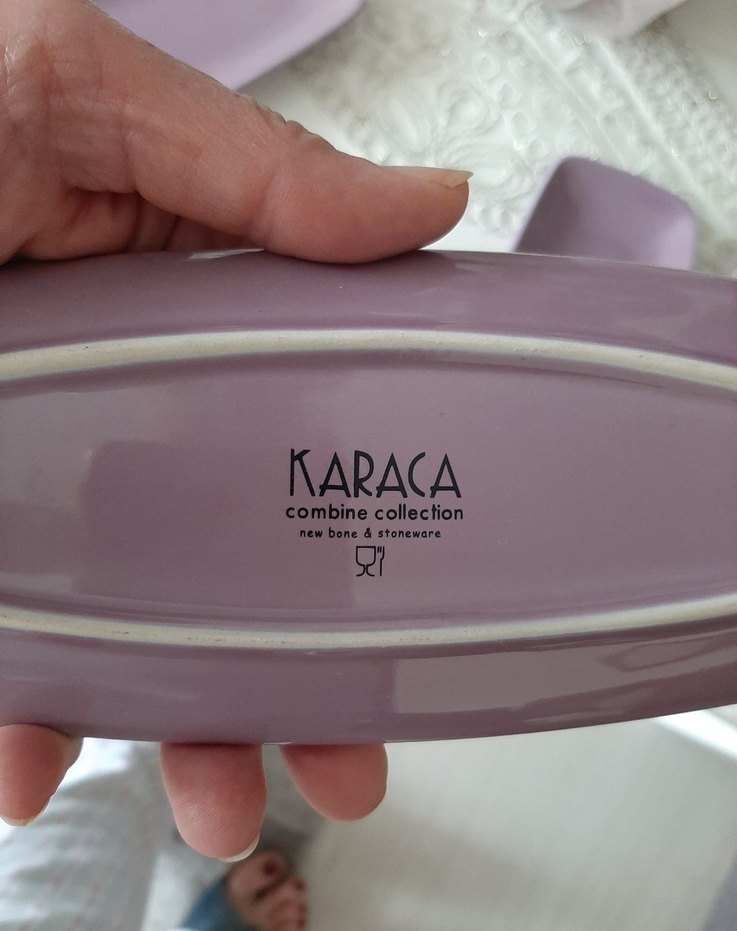 KARACA
combine collection
new bone & stoneware